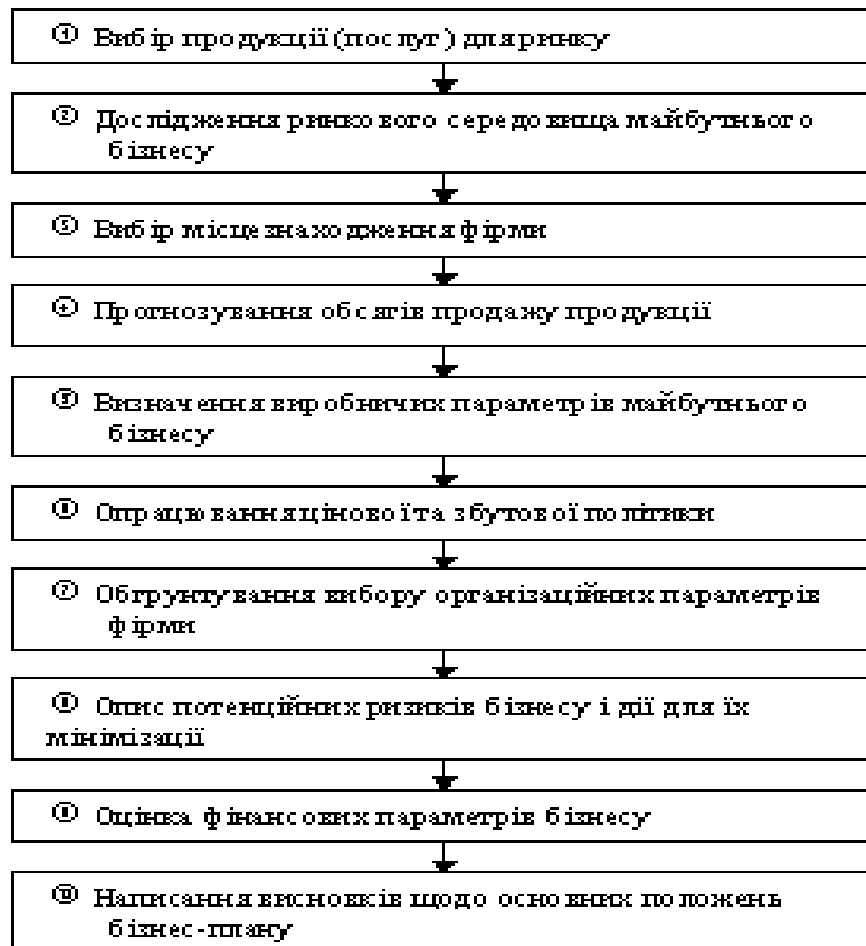 ① Вибір продукції (послуг) для ринку
② Дослідження ринкового середовища майбутнього
бізнесу
③ Вибір місцезнаходження фірми
④ Прогнозування обсягів продажу продукції
⑤ Визначення виробничих параметрів майбутнього
бізнесу
⑥ Опрацювання цінової та збутової політики
⑦ Обгрунтування вибору організаційних параметрів
фірми
⑧ Опис потенційних ризиків бізнесу і дії для їх
мінімізації
⑨ Оцінка фінансових параметрів бізнесу
⑩ Написання висновків щодо основних положень
бізнес-плану